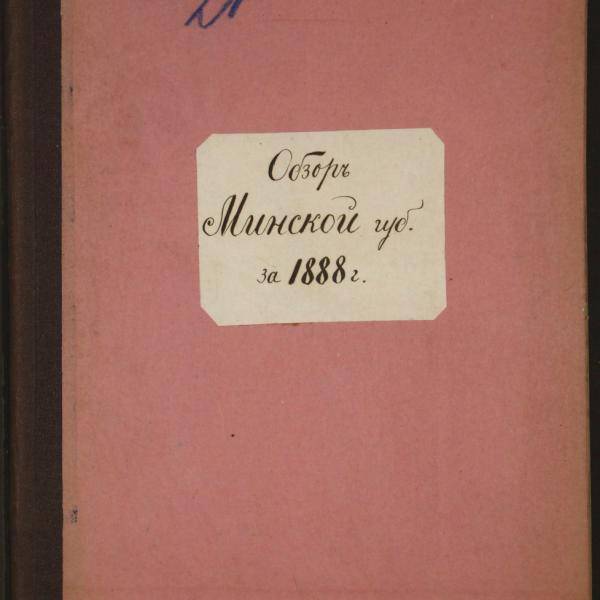 Обзоръ
Минской губ.
за 1888 г.